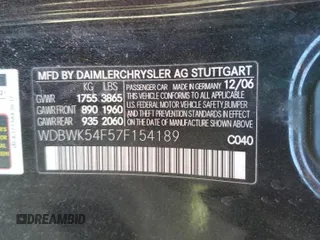 MFD BY DAIMLERCHRYSLER AG STUTTGART
KG LBS
PASSENGER CAR MADE IN GERMANY 12/06
GVWR 1755 3865
THIS VEHICLE CONFORMS TO ALL APPLICABLE
GAWR FRONT 890 1960
U.S. FEDERAL MOTOR VEHICLE SAFETY, BUMPER
GAWR REAR 935 2060
AND THEFT PREVENTION STANDARDS IN EFFECT
ON THE DATE OF MANUFACTURE SHOWN ABOVE.
WDBWK54F57F154189
C040
DREAMBID